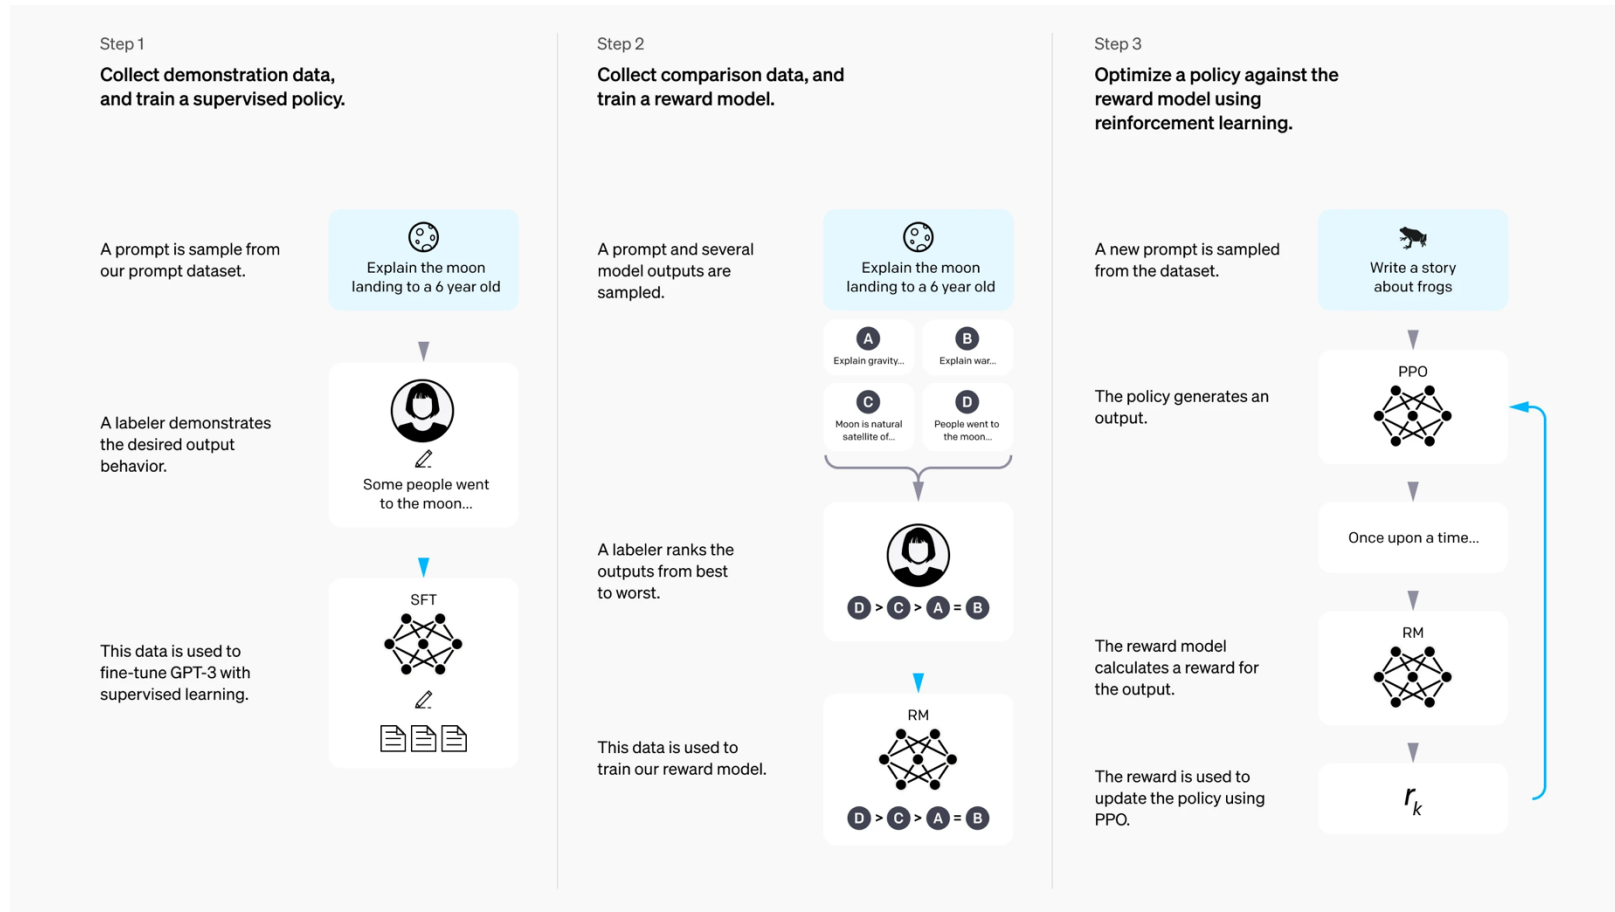 Step 1
Collect demonstration data,
and train a supervised policy.
A prompt is sample from
our prompt dataset.
Explain the moon
landing to a 6 year old
A labeler demonstrates
the desired output
behavior.
Some people went
to the moon...
This data is used to
fine-tune GPT-3 with
supervised learning.
SFT
Step 2
Collect comparison data, and
train a reward model.
A prompt and several
model outputs are
sampled.
Explain the moon
landing to a 6 year old
A
Explain gravity...
B
Explain war...
C
Moon is natural
satellite of...
D
People went to
the moon...
A labeler ranks the
outputs from best
to worst.
D > C > A = B
This data is used to
train our reward model.
RM
D > C > A = B
Step 3
Optimize a policy against the
reward model using
reinforcement learning.
A new prompt is sampled
from the dataset.
Write a story
about frogs
The policy generates an
output.
PPO
Once upon a time...
The reward model
calculates a reward for
the output.
RM
The reward is used to
update the policy using
PPO.
rk